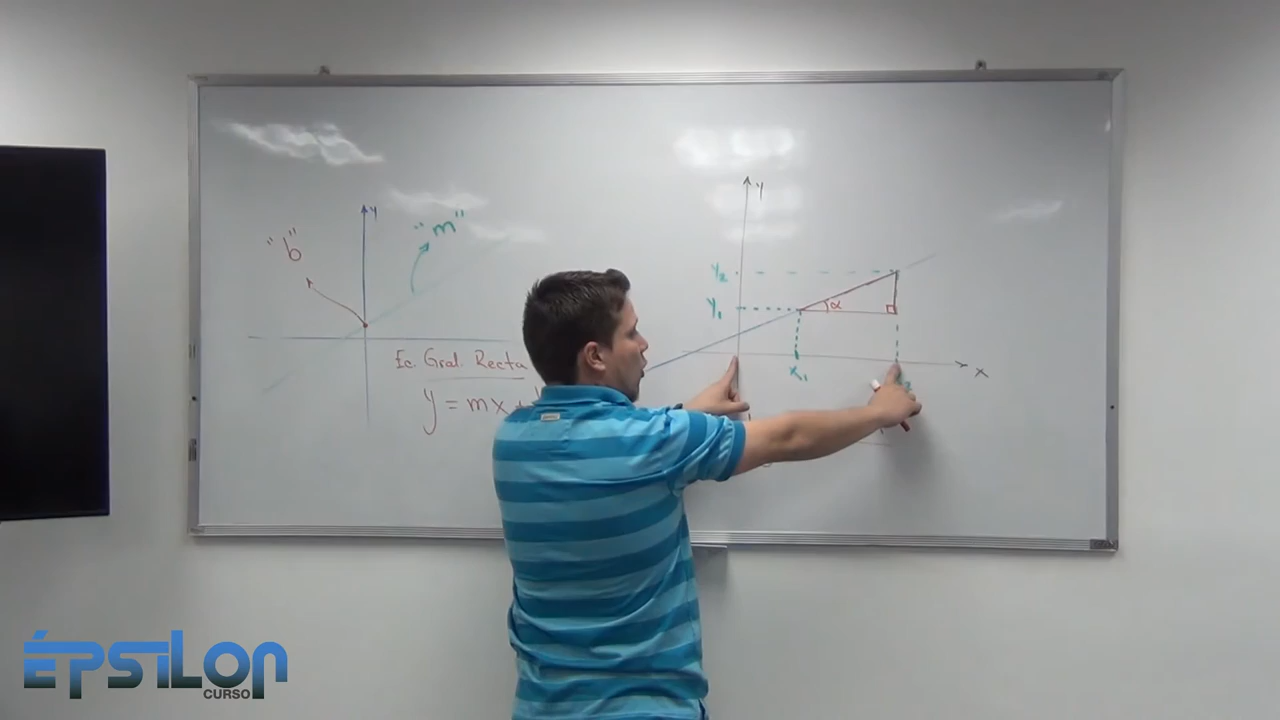 y
"m"
"b"
Ec. Gral. Recta
y = mx +
y
y₂
y₁
α
x₁
x
ÉPSILON
CURSO